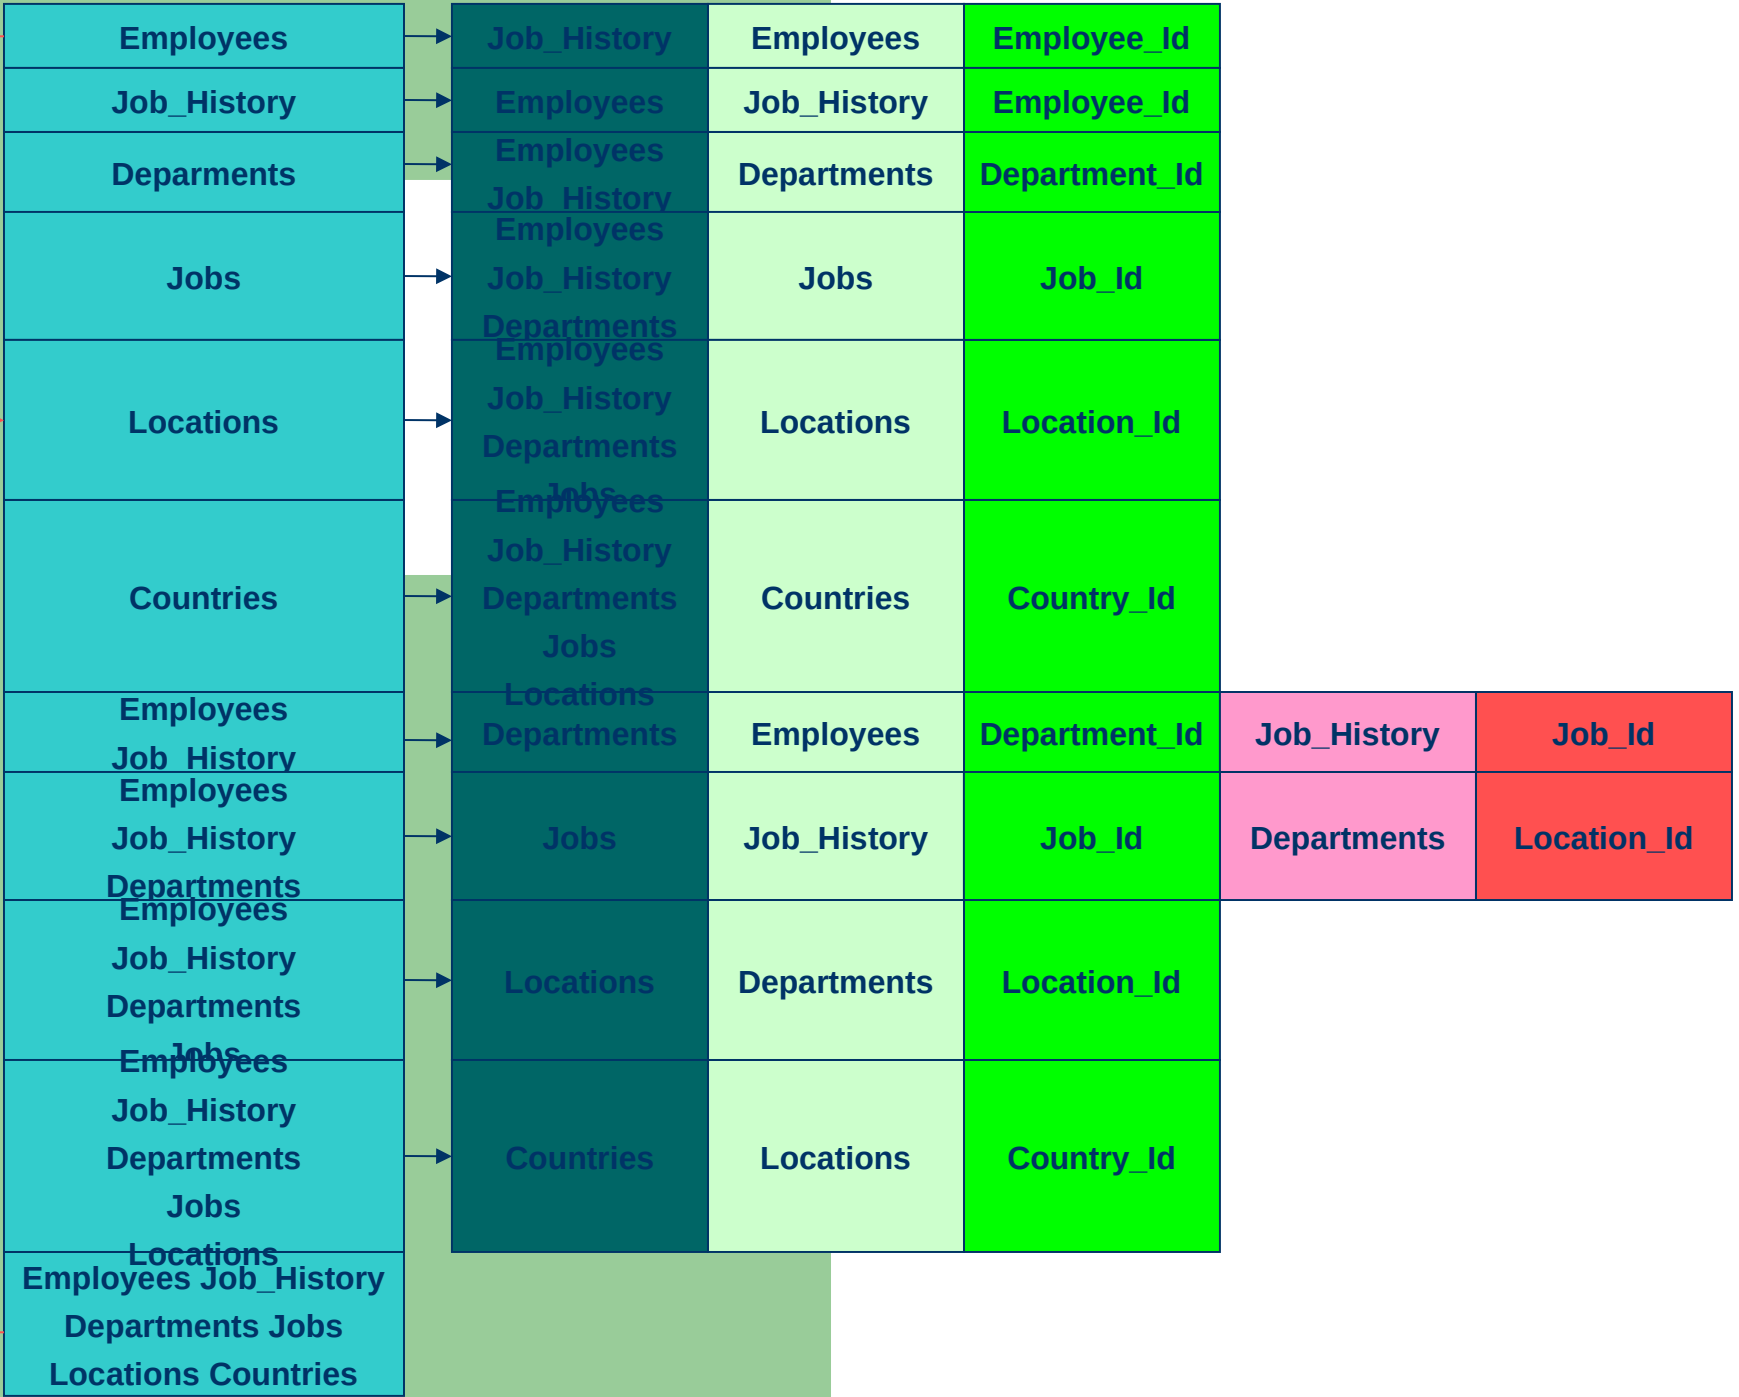 Employees
Job_History
Employees
Employee_Id
Job_History
Employees
Job_History
Employee_Id
Deparments
Employees
Job_History
Departments
Department_Id
Jobs
Employees
Job_History
Departments
Jobs
Job_Id
Locations
Employees
Job_History
Departments
Jobs
Locations
Location_Id
Countries
Employees
Job_History
Departments
Jobs
Locations
Countries
Country_Id
Employees
Job_History
Departments
Employees
Department_Id
Job_History
Job_Id
Employees
Job_History
Departments
Jobs
Job_History
Job_Id
Departments
Location_Id
Employees
Job_History
Departments
Jobs
Locations
Departments
Location_Id
Employees
Job_History
Departments
Jobs
Locations
Countries
Locations
Country_Id
Employees Job_History
Departments Jobs
Locations Countries